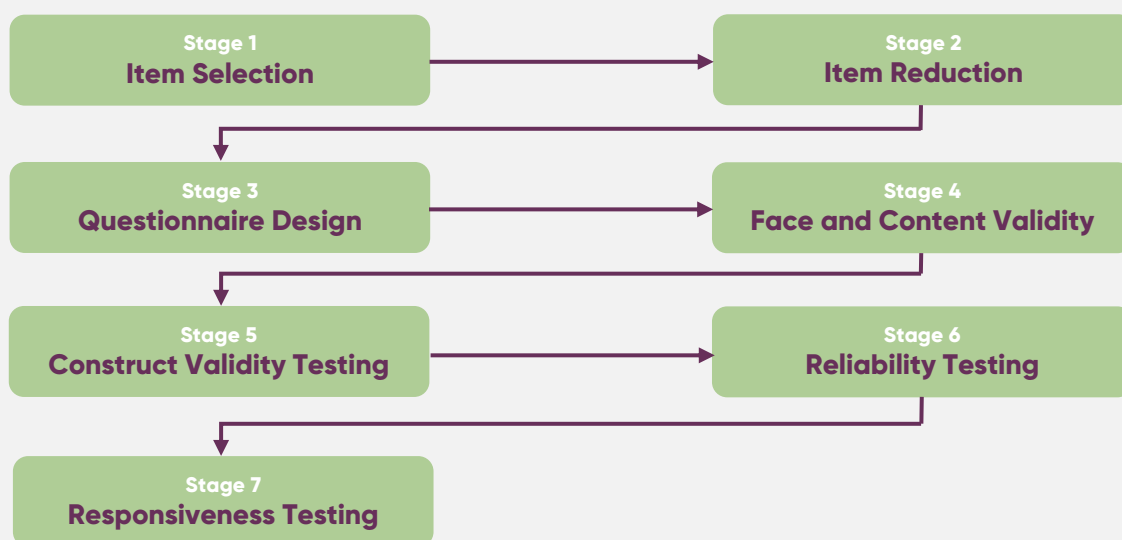 Stage 1
Item Selection
Stage 2
Item Reduction
Stage 3
Questionnaire Design
Stage 4
Face and Content Validity
Stage 5
Construct Validity Testing
Stage 6
Reliability Testing
Stage 7
Responsiveness Testing